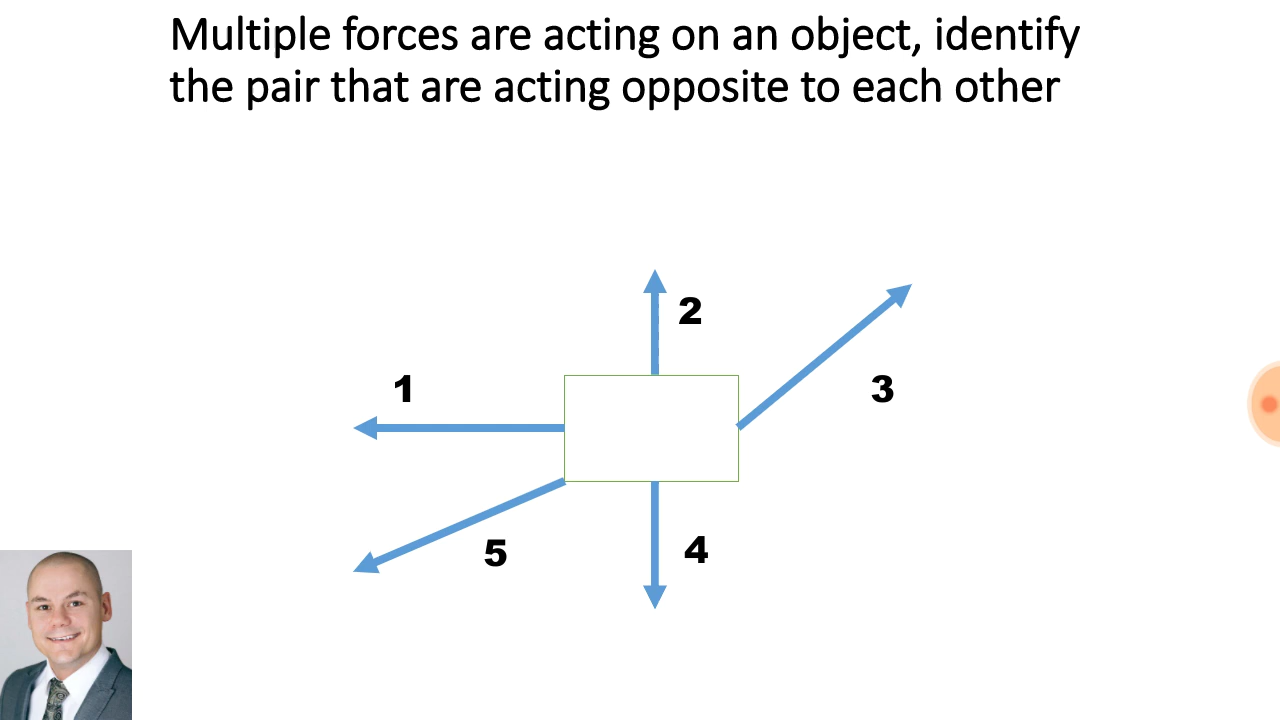 Multiple forces are acting on an object, identify
the pair that are acting opposite to each other
2
1
3
5
4